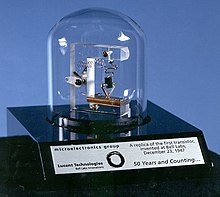 microelectronics group
Lucent Technologies
Bell Labs Innovations
A replica of the first transistor,
invented at Bell Labs,
December 23, 1947
50 Years and Counting...